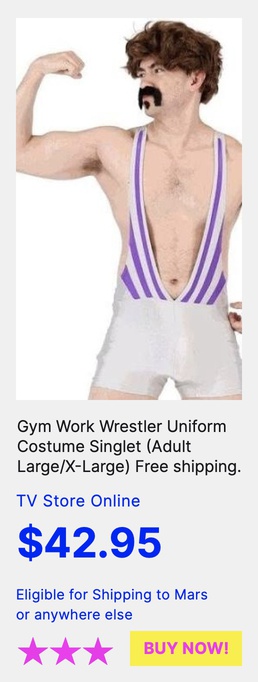 Gym Work Wrestler Uniform
Costume Singlet (Adult
Large/X-Large) Free shipping.
TV Store Online
$42.95
Eligible for Shipping to Mars
or anywhere else
BUY NOW!